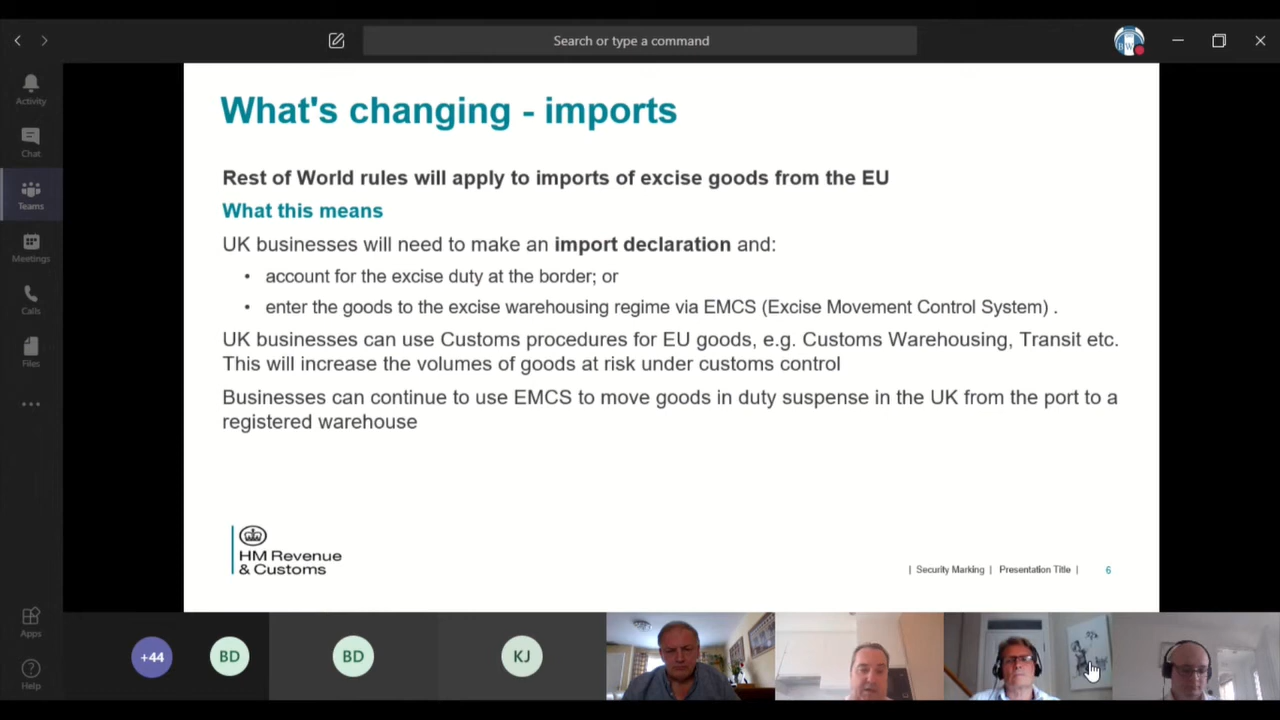 Search or type a command
Activity
Chat
Teams
Meetings
Calls
Files
Apps
Help
What's changing - imports
Rest of World rules will apply to imports of excise goods from the EU
What this means
UK businesses will need to make an import declaration and:
• account for the excise duty at the border; or
• enter the goods to the excise warehousing regime via EMCS (Excise Movement Control System) .
UK businesses can use Customs procedures for EU goods, e.g. Customs Warehousing, Transit etc.
This will increase the volumes of goods at risk under customs control
Businesses can continue to use EMCS to move goods in duty suspense in the UK from the port to a
registered warehouse
HM Revenue
& Customs
| Security Marking | Presentation Title | 6
+44
BD
BD
KJ